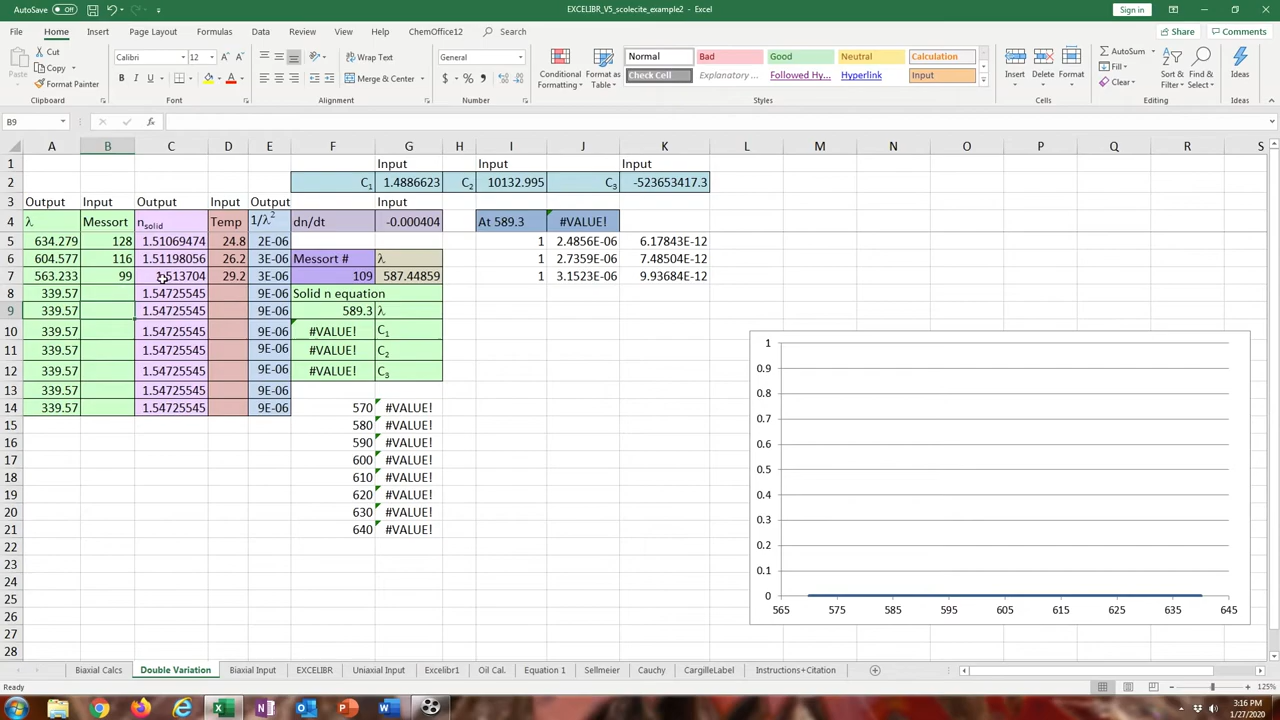 AutoSave Off EXCELIBR_V5_scolecite_example2 - Excel Sign in
File Home Insert Page Layout Formulas Data Review View Help ChemOffice12 Share Comments
Cut Calibri 12 General Normal Bad Good Neutral Calculation AutoSum
Copy Fill
Paste Format Painter B I U A Merge & Center $ % Conditional Formatting Format as Table Check Cell Explanatory ... Followed Hy... Hyperlink Input Insert Delete Format Clear Sort & Filter Find & Select Ideas
Clipboard Font Alignment Number Styles Cells Editing Ideas
B9 fx
A B C D E F G H I J K L M N O P Q R S
1 Input Input Input
2 C1 1.4886623 C2 10132.995 C3 -523653417.3
3 Output Input Output Input Output Input
4 λ Messort nsolid Temp 1/λ2 dn/dt -0.000404 At 589.3 #VALUE!
5 634.279 128 1.51069474 24.8 2E-06 1 2.4856E-06 6.17843E-12
6 604.577 116 1.51198056 26.2 3E-06 Messort # λ 1 2.7359E-06 7.48504E-12
7 563.233 99 1.513704 29.2 3E-06 109 587.44859 1 3.1523E-06 9.93684E-12
8 339.57 1.54725545 9E-06 Solid n equation
9 339.57 1.54725545 9E-06 589.3 λ
10 339.57 1.54725545 9E-06 #VALUE! C1
11 339.57 1.54725545 9E-06 #VALUE! C2
12 339.57 1.54725545 9E-06 #VALUE! C3
13 339.57 1.54725545 9E-06
14 339.57 1.54725545 9E-06 570 #VALUE!
15 580 #VALUE!
16 590 #VALUE!
17 600 #VALUE!
18 610 #VALUE!
19 620 #VALUE!
20 630 #VALUE!
21 640 #VALUE!
22
23
24
25
26
27
28
1
0.9
0.8
0.7
0.6
0.5
0.4
0.3
0.2
0.1
0
565 575 585 595 605 615 625 635 645
Biaxial Calcs Double Variation Biaxial Input EXCELIBR Uniaxial Input Excelibr1 Oil Cal. Equation 1 Sellmeier Cauchy CargilleLabel Instructions+Citation
Ready 125%
3:16 PM
1/27/2020